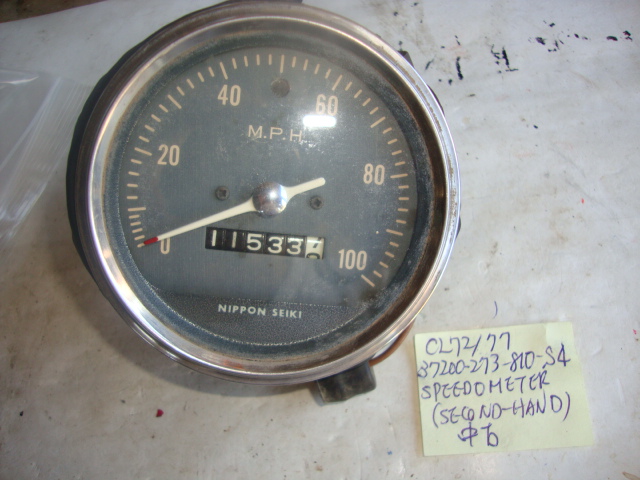 40 60
M.P.H.
20 80
0 11533 100
NIPPON SEIKI
CL72/77
37200-273-810-S4
SPEEDOMETER
(SECOND-HAND)